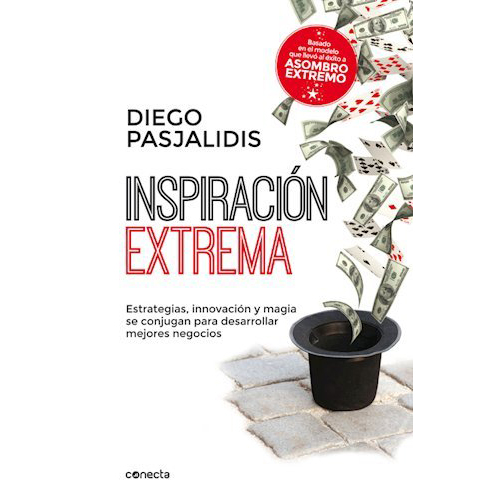 Basado
en el modelo
que llevó al éxito a
ASOMBRO
EXTREMO
DIEGO
PASJALIDIS
INSPIRACIÓN
EXTREMA
Estrategias, innovación y magia
se conjugan para desarrollar
mejores negocios
conecta